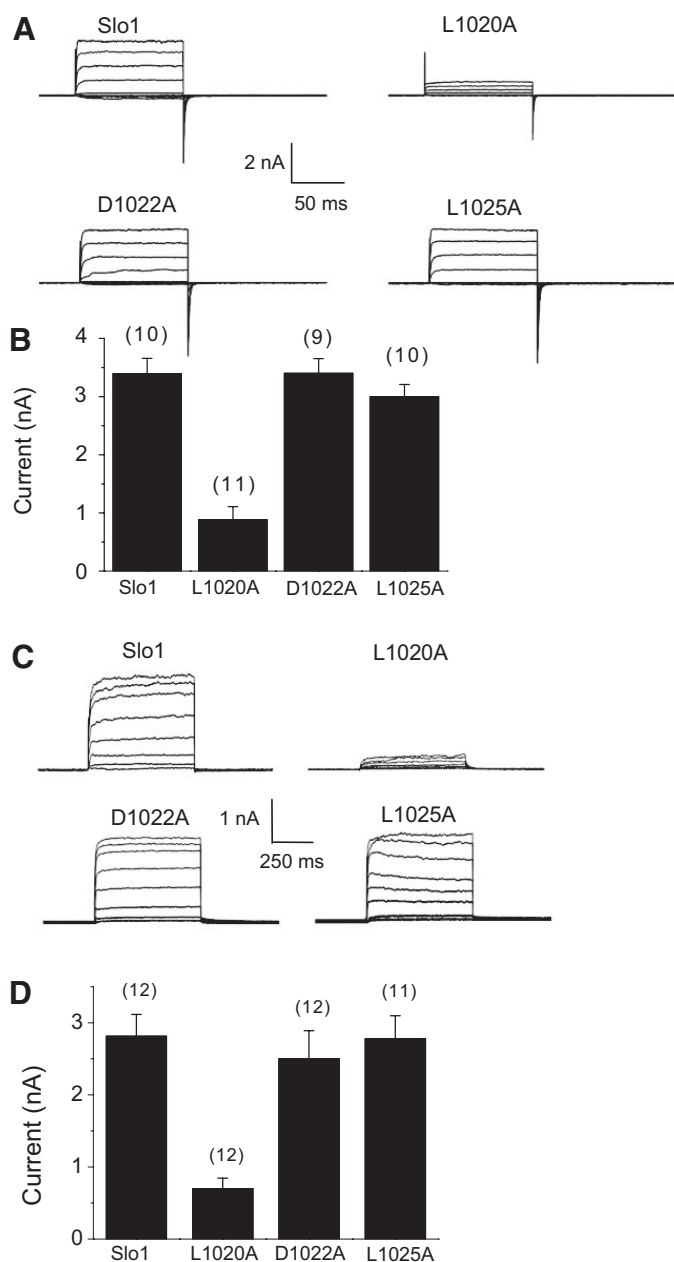 A
Slo1
L1020A
2 nA
50 ms
D1022A
L1025A
B
4
3
2
1
0
Current (nA)
(10)
(11)
(9)
(10)
Slo1
L1020A
D1022A
L1025A
C
Slo1
L1020A
D1022A
1 nA
250 ms
L1025A
D
3
2
1
0
Current (nA)
(12)
(12)
(12)
(11)
Slo1
L1020A
D1022A
L1025A